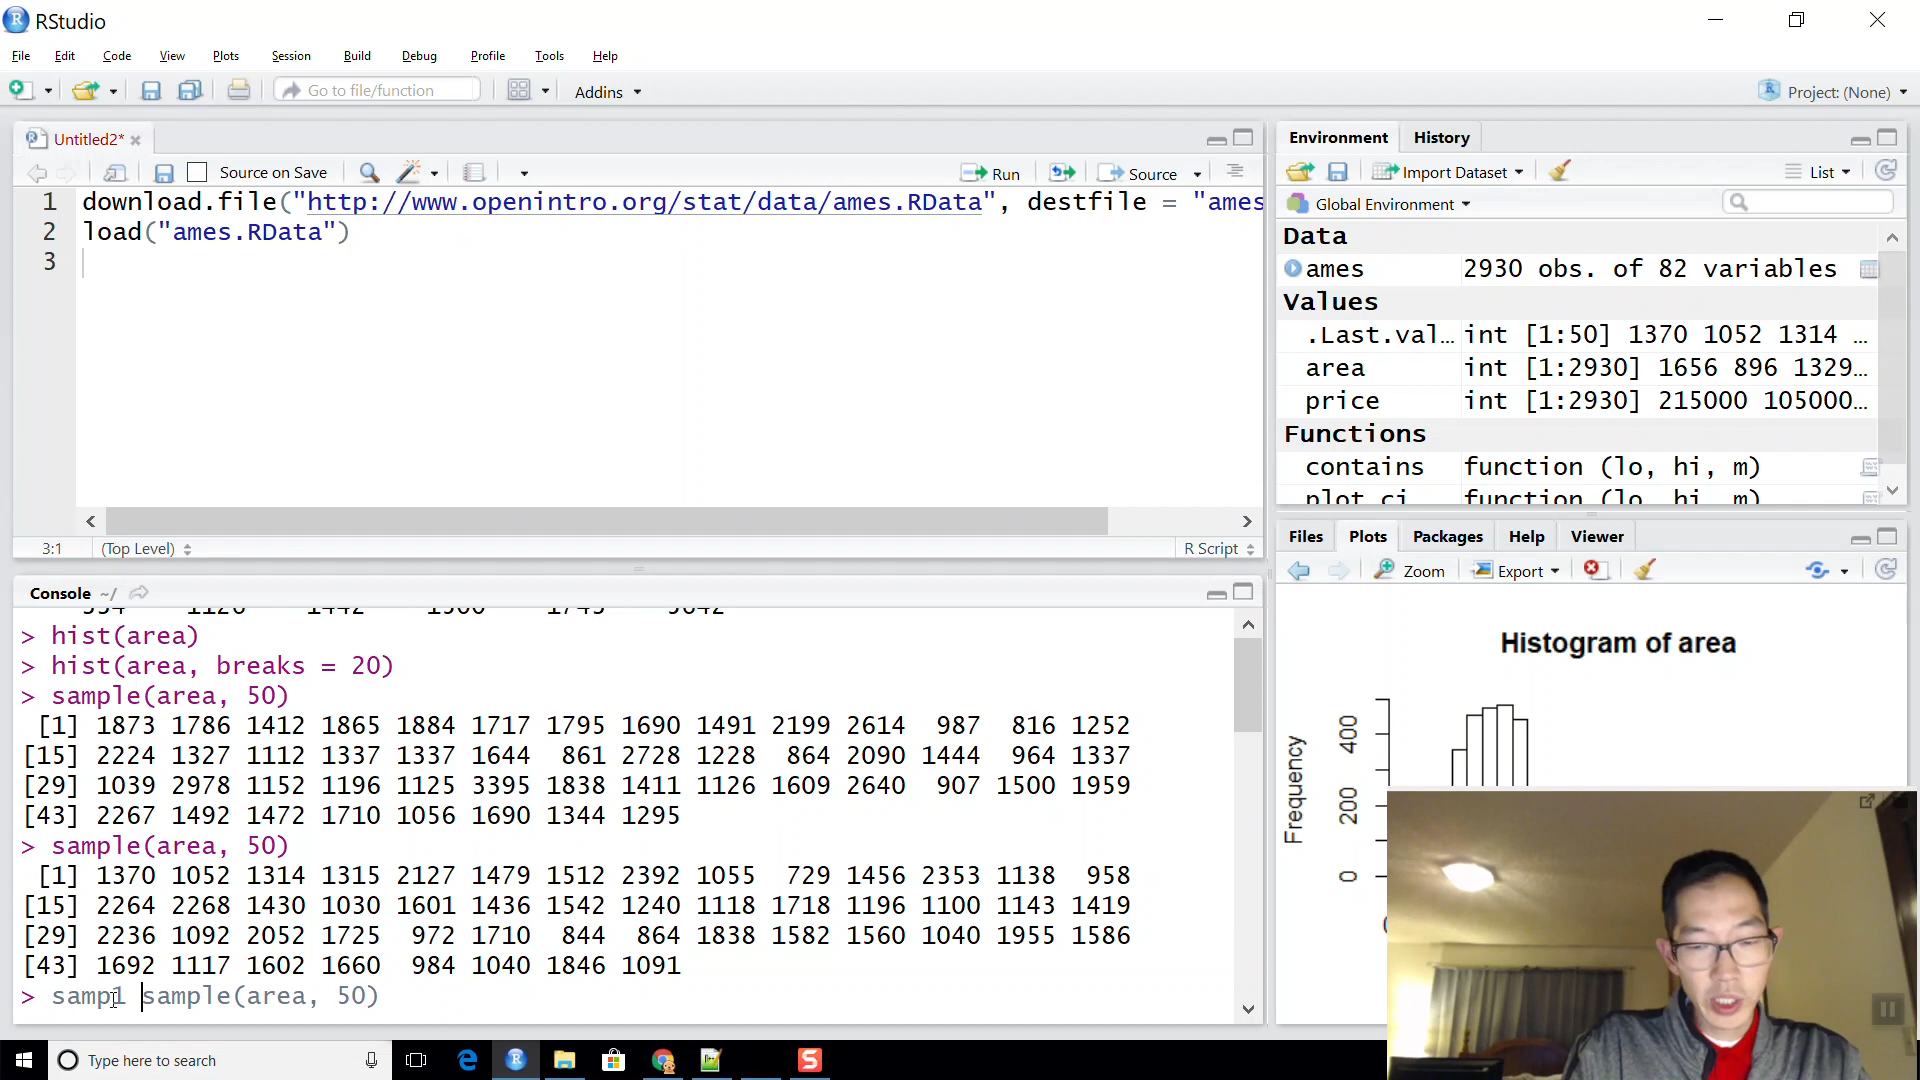 RStudio
File Edit Code View Plots Session Build Debug Profile Tools Help
Go to file/function
Addins
Project: (None)
Untitled2*
Source on Save
Run
Source
1 download.file("http://www.openintro.org/stat/data/ames.RData", destfile = "ames
2 load("ames.RData")
3
3:1 (Top Level)
R Script
Console ~/
> hist(area)
> hist(area, breaks = 20)
> sample(area, 50)
[1] 1873 1786 1412 1865 1884 1717 1795 1690 1491 2199 2614 987 816 1252
[15] 2224 1327 1112 1337 1337 1644 861 2728 1228 864 2090 1444 964 1337
[29] 1039 2978 1152 1196 1125 3395 1838 1411 1126 1609 2640 907 1500 1959
[43] 2267 1492 1472 1710 1056 1690 1344 1295
> sample(area, 50)
[1] 1370 1052 1314 1315 2127 1479 1512 2392 1055 729 1456 2353 1138 958
[15] 2264 2268 1430 1030 1601 1436 1542 1240 1118 1718 1196 1100 1143 1419
[29] 2236 1092 2052 1725 972 1710 844 864 1838 1582 1560 1040 1955 1586
[43] 1692 1117 1602 1660 984 1040 1846 1091
> samp1 sample(area, 50)
Environment History
Import Dataset
List
Global Environment
Data
ames 2930 obs. of 82 variables
Values
.Last.val… int [1:50] 1370 1052 1314 …
area int [1:2930] 1656 896 1329…
price int [1:2930] 215000 105000…
Functions
contains function (lo, hi, m)
plot_ci function (lo, hi, m)
Files Plots Packages Help Viewer
Zoom
Export
Histogram of area
Frequency
400
200
0
Type here to search